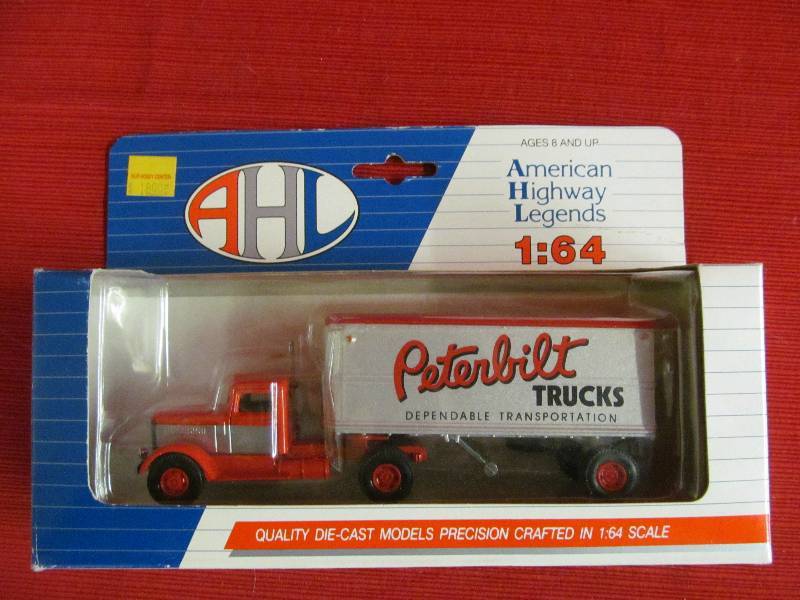 AGES 8 AND UP
AHL
American
Highway
Legends
1:64
Peterbilt
TRUCKS
DEPENDABLE TRANSPORTATION
QUALITY DIE-CAST MODELS PRECISION CRAFTED IN 1:64 SCALE